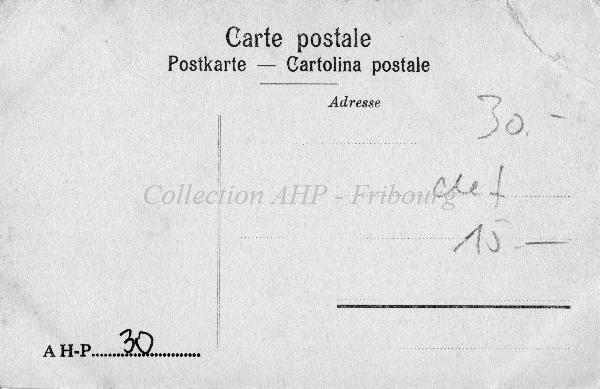 Carte postale
Postkarte — Cartolina postale
Adresse
30.-
Collection AHP - Fribourg
15 —
A H-P. 30